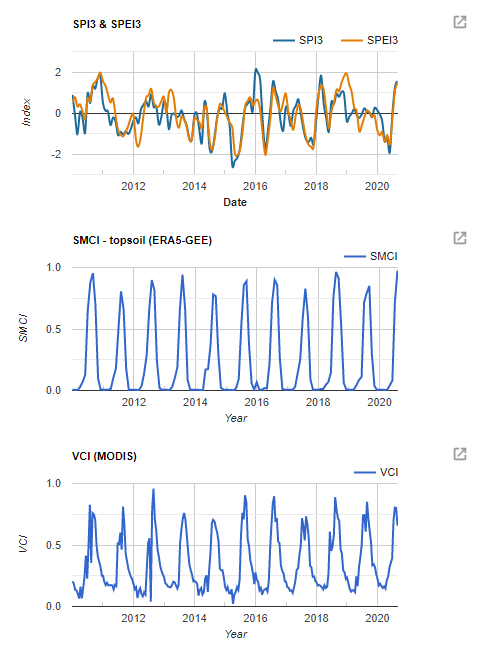 SPI3 & SPEI3
SPI3 SPEI3
2
0
-2
index
2012 2014 2016 2018 2020
Date
SMCI - topsoil (ERA5-GEE)
SMCI
1.0
0.5
0.0
SMCI
2012 2014 2016 2018 2020
Year
VCI (MODIS)
VCI
1.0
0.5
0.0
VCI
2012 2014 2016 2018 2020
Year